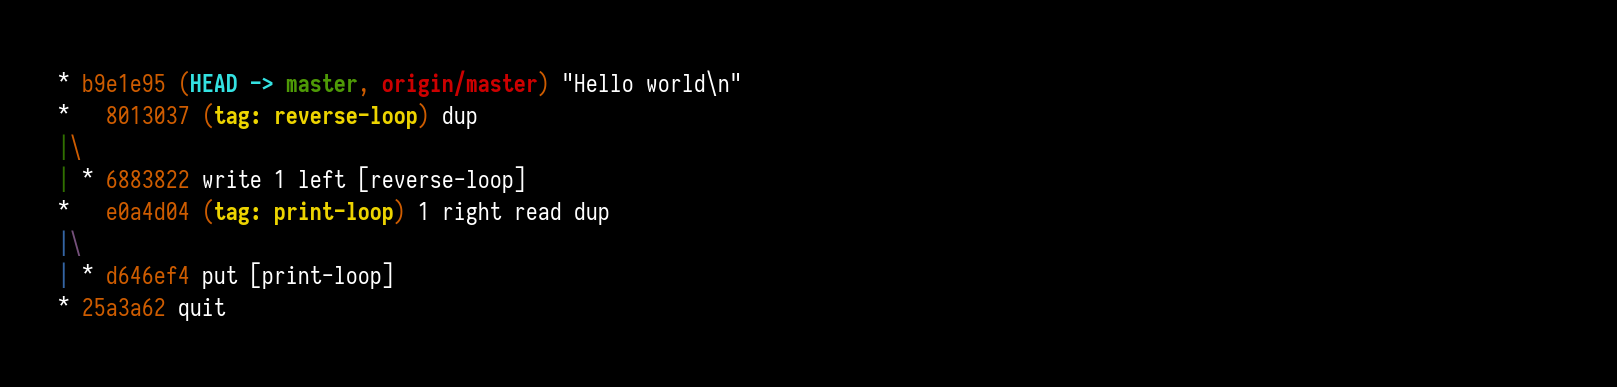 * b9e1e95 (HEAD -> master, origin/master) "Hello world\n"
*   8013037 (tag: reverse-loop) dup
|\
| * 6883822 write 1 left [reverse-loop]
*   e0a4d04 (tag: print-loop) 1 right read dup
|\
| * d646ef4 put [print-loop]
* 25a3a62 quit